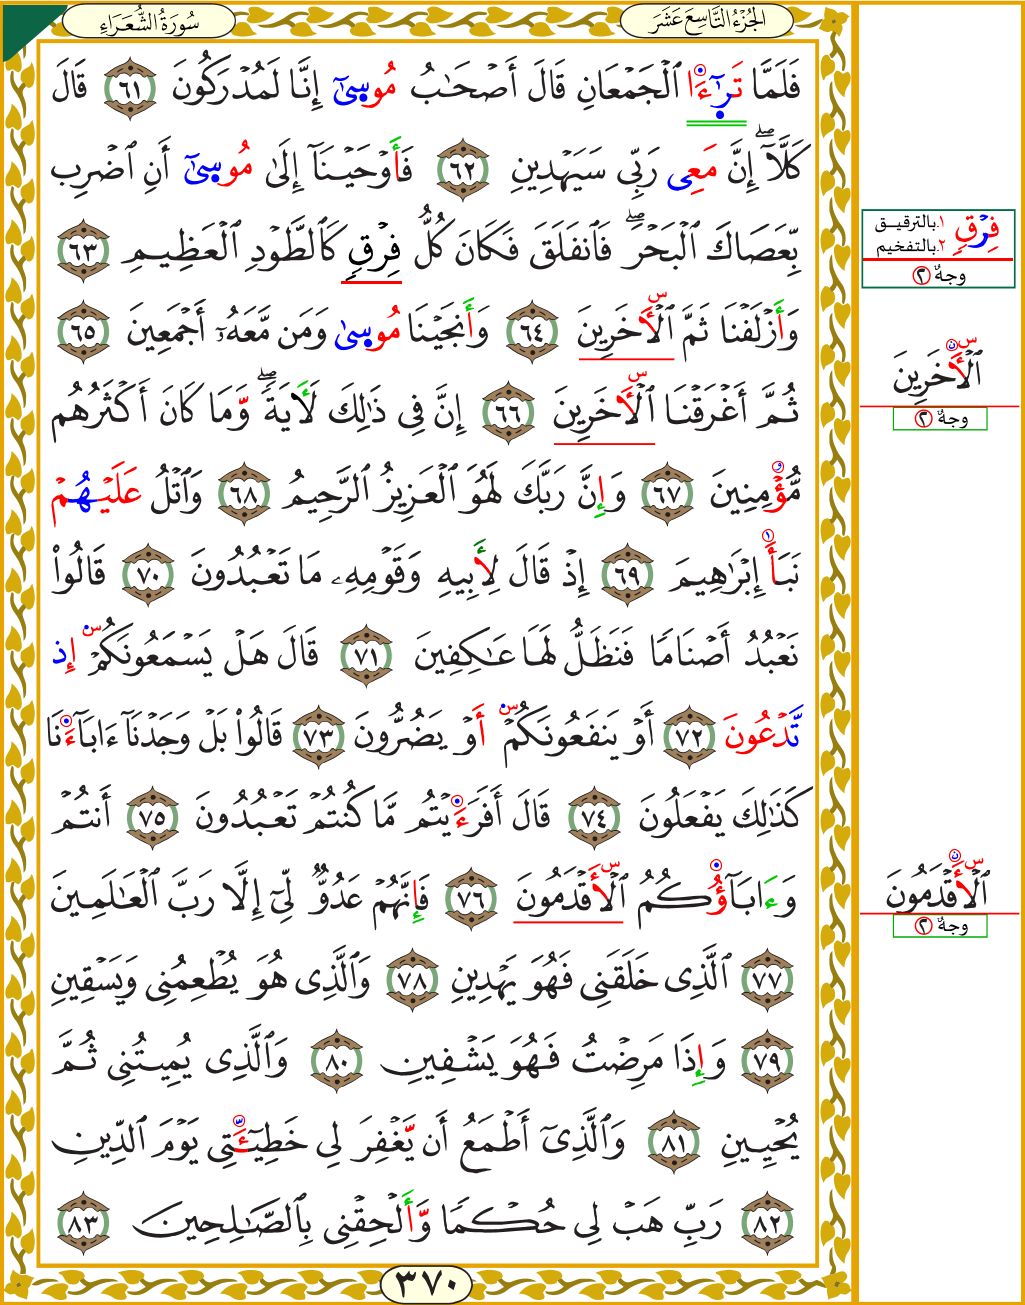 سُورَةُ الشُّعَرَاءِ
الجُزْءُ التَّاسِعَ عَشَرَ
فَلَمَّا تَرَٰٓءَا ٱلْجَمْعَانِ قَالَ أَصْحَٰبُ مُوسَىٰٓ إِنَّا لَمُدْرَكُونَ ٦١ قَالَ
كَلَّآ ۖ إِنَّ مَعِى رَبِّى سَيَهْدِينِ ٦٢ فَأَوْحَيْنَآ إِلَىٰ مُوسَىٰٓ أَنِ ٱضْرِب
بِّعَصَاكَ ٱلْبَحْرَ ۖ فَٱنفَلَقَ فَكَانَ كُلُّ فِرْقٍ كَٱلطَّوْدِ ٱلْعَظِيمِ ٦٣
وَأَزْلَفْنَا ثَمَّ ٱلْأَخَرِينَ ٦٤ وَأَنجَيْنَا مُوسَىٰ وَمَن مَّعَهُۥٓ أَجْمَعِينَ ٦٥
ثُمَّ أَغْرَقْنَا ٱلْأَخَرِينَ ٦٦ إِنَّ فِى ذَٰلِكَ لَأَيَةً ۖ وَّمَا كَانَ أَكْثَرُهُم
مُّؤْمِنِينَ ٦٧ وَإِنَّ رَبَّكَ لَهُوَ ٱلْعَزِيزُ ٱلرَّحِيمُ ٦٨ وَٱتْلُ عَلَيْهُمْ
نَبَأَ إِبْرَٰهِيمَ ٦٩ إِذْ قَالَ لِأَبِيهِ وَقَوْمِهِۦ مَا تَعْبُدُونَ ٧٠ قَالُوا۟
نَعْبُدُ أَصْنَامًا فَنَظَلُّ لَهَا عَٰكِفِينَ ٧١ قَالَ هَلْ يَسْمَعُونَكُمْ إِذ
تَّدْعُونَ ٧٢ أَوْ يَنفَعُونَكُمْ أَوْ يَضُرُّونَ ٧٣ قَالُوا۟ بَلْ وَجَدْنَآ ءَابَآءَنَا
كَذَٰلِكَ يَفْعَلُونَ ٧٤ قَالَ أَفَرَءَيْتُم مَّا كُنتُمْ تَعْبُدُونَ ٧٥ أَنتُمْ
وَءَابَآؤُكُمُ ٱلْأَقْدَمُونَ ٧٦ فَإِنَّهُمْ عَدُوٌّ لِّىٓ إِلَّا رَبَّ ٱلْعَٰلَمِينَ
٧٧ ٱلَّذِى خَلَقَنِى فَهُوَ يَهْدِينِ ٧٨ وَٱلَّذِى هُوَ يُطْعِمُنِى وَيَسْقِينِ
٧٩ وَإِذَا مَرِضْتُ فَهُوَ يَشْفِينِ ٨٠ وَٱلَّذِى يُمِيتُنِى ثُمَّ
يُحْيِينِ ٨١ وَٱلَّذِىٓ أَطْمَعُ أَن يَّغْفِرَ لِى خَطِيٓـَٔتِى يَوْمَ ٱلدِّينِ
٨٢ رَبِّ هَبْ لِى حُكْمًا وَّأَلْحِقْنِى بِٱلصَّٰلِحِينَ ٨٣
٣٧٠
فِرْقٍ ١. بالترقيق
٢. بالتفخيم
وجهٌ ٢
ٱلْأَخَرِينَ
وجهٌ ٢
ٱلْأَقْدَمُونَ
وجهٌ ٢